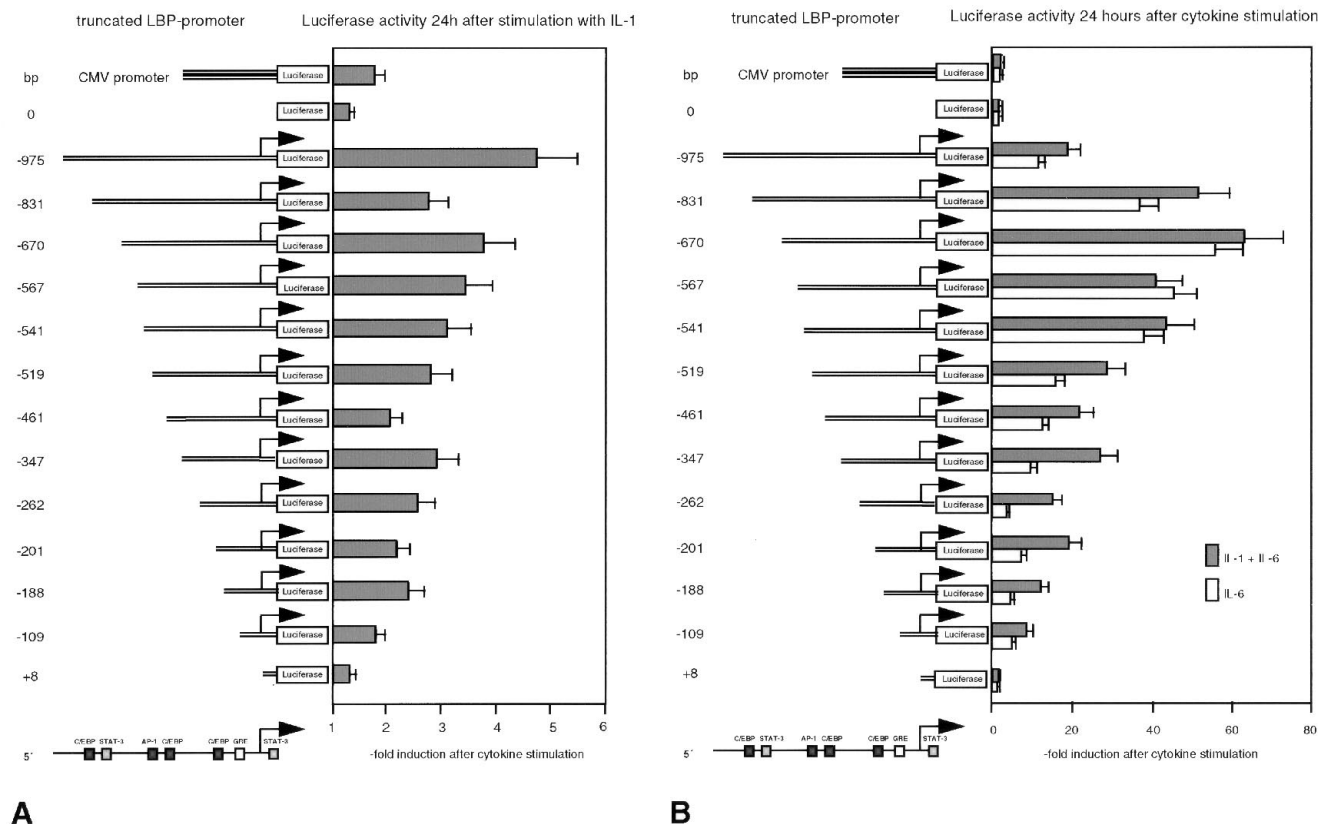 truncated LBP-promoter
Luciferase activity 24h after stimulation with IL-1
bp
CMV promoter
Luciferase
0
Luciferase
-975
Luciferase
-831
Luciferase
-670
Luciferase
-567
Luciferase
-541
Luciferase
-519
Luciferase
-461
Luciferase
-347
Luciferase
-262
Luciferase
-201
Luciferase
-188
Luciferase
-109
Luciferase
+8
Luciferase
1 2 3 4 5 6
C/EBP STAT-3 AP-1 C/EBP C/EBP GRE STAT-3
5´
-fold induction after cytokine stimulation
A
truncated LBP-promoter
Luciferase activity 24 hours after cytokine stimulation
bp
CMV promoter
Luciferase
0
Luciferase
-975
Luciferase
-831
Luciferase
-670
Luciferase
-567
Luciferase
-541
Luciferase
-519
Luciferase
-461
Luciferase
-347
Luciferase
-262
Luciferase
-201
Luciferase
-188
Luciferase
-109
Luciferase
+8
Luciferase
IL-1 + IL-6
IL-6
0 20 40 60 80
C/EBP STAT-3 AP-1 C/EBP C/EBP GRE STAT-3
5´
-fold induction after cytokine stimulation
B